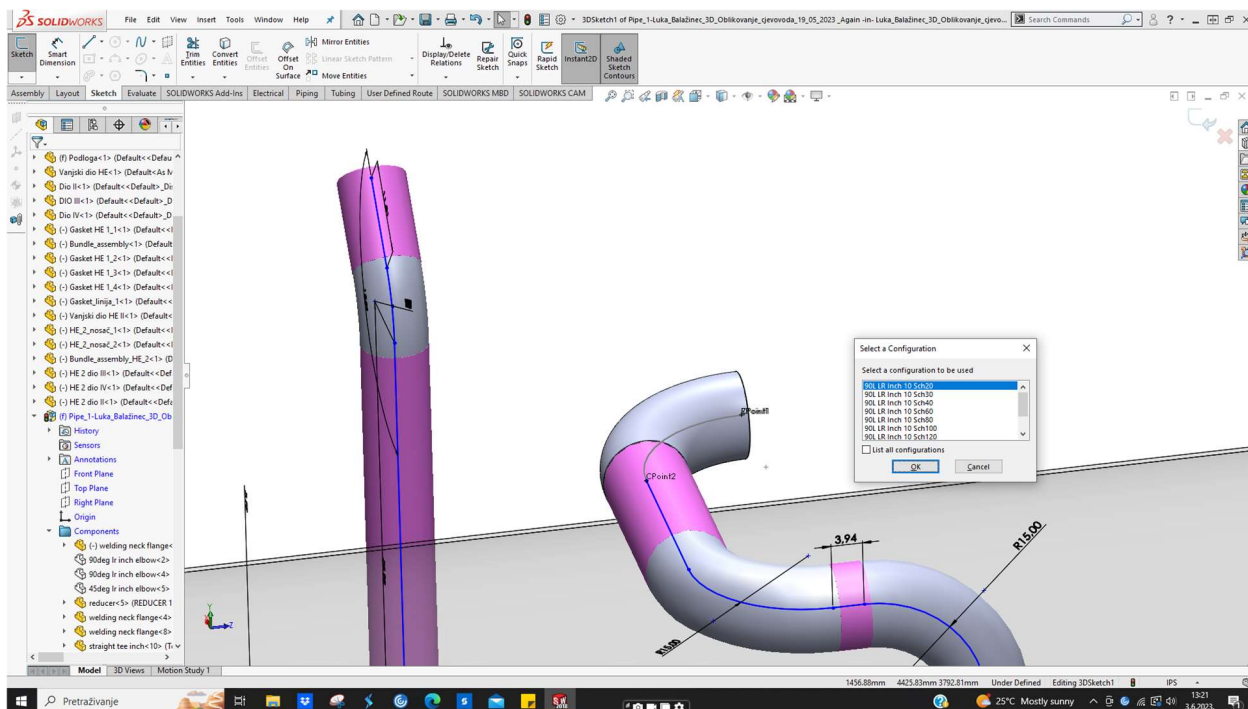 SOLIDWORKS File Edit View Insert Tools Window Help
3DSketch1 of Pipe_1-Luka_Balažinec_3D_Oblikovanje_cjevovoda_19_05_2023 _Again -in- Luka_Balažinec_3D_Oblikovanje_cjevo...
Search Commands
Sketch
Smart Dimension
Trim Entities
Convert Entities
Offset Entities
Offset On Surface
Mirror Entities
Linear Sketch Pattern
Move Entities
Display/Delete Relations
Repair Sketch
Quick Snaps
Rapid Sketch
Instant2D
Shaded Sketch Contours
Assembly Layout Sketch Evaluate SOLIDWORKS Add-Ins Electrical Piping Tubing User Defined Route SOLIDWORKS MBD SOLIDWORKS CAM
(f) Podloga<1> (Default<<Defau
Vanjski dio HE<1> (Default<As M
Dio II<1> (Default<<Default>_Di
DIO III<1> (Default<<Default>_D
Dio IV<1> (Default<<Default>_D
(-) Gasket HE 1_1<1> (Default<<
(-) Bundle_assembly<1> (Default
(-) Gasket HE 1_2<1> (Default<<
(-) Gasket HE 1_3<1> (Default<<
(-) Gasket HE 1_4<1> (Default<<
(-) Gasket_linija_1<1> (Default<<
(-) Vanjski dio HE II<1> (Default<
(-) HE_2_nosač_1<1> (Default<<
(-) HE_2_nosač_2<1> (Default<<
(-) Bundle_assembly_HE_2<1> (D
(-) HE 2 dio III<1> (Default<<Def
(-) HE 2 dio IV<1> (Default<<Def
(-) HE 2 dio II<1> (Default<<Defa
(f) Pipe_1-Luka_Balažinec_3D_Ob
History
Sensors
Annotations
Front Plane
Top Plane
Right Plane
Origin
Components
(-) welding neck flange<
90deg lr inch elbow<2>
90deg lr inch elbow<4>
45deg lr inch elbow<5>
reducer<5> (REDUCER 1
welding neck flange<4>
welding neck flange<8>
straight tee inch<10> (T
CPoint2
3,94
R15,00
R15,00
Select a Configuration
Select a configuration to be used
90L LR Inch 10 Sch20
90L LR Inch 10 Sch30
90L LR Inch 10 Sch40
90L LR Inch 10 Sch60
90L LR Inch 10 Sch80
90L LR Inch 10 Sch100
90L LR Inch 10 Sch120
List all configurations
OK Cancel
Y
Z
Model 3D Views Motion Study 1
1456.88mm 4425.83mm 3792.81mm Under Defined Editing 3DSketch1 IPS
Pretraživanje
25°C Mostly sunny
13:21
3.6.2023.